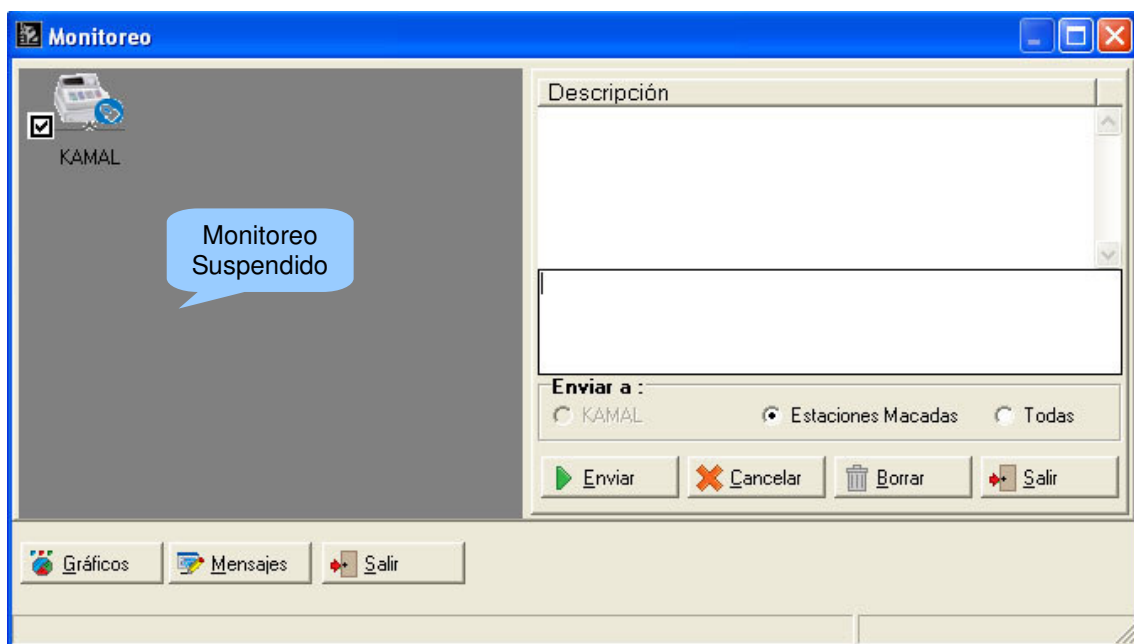 Monitoreo
KAMAL
Monitoreo
Suspendido
Descripción
Enviar a :
KAMAL Estaciones Macadas Todas
Enviar Cancelar Borrar Salir
Gráficos Mensajes Salir